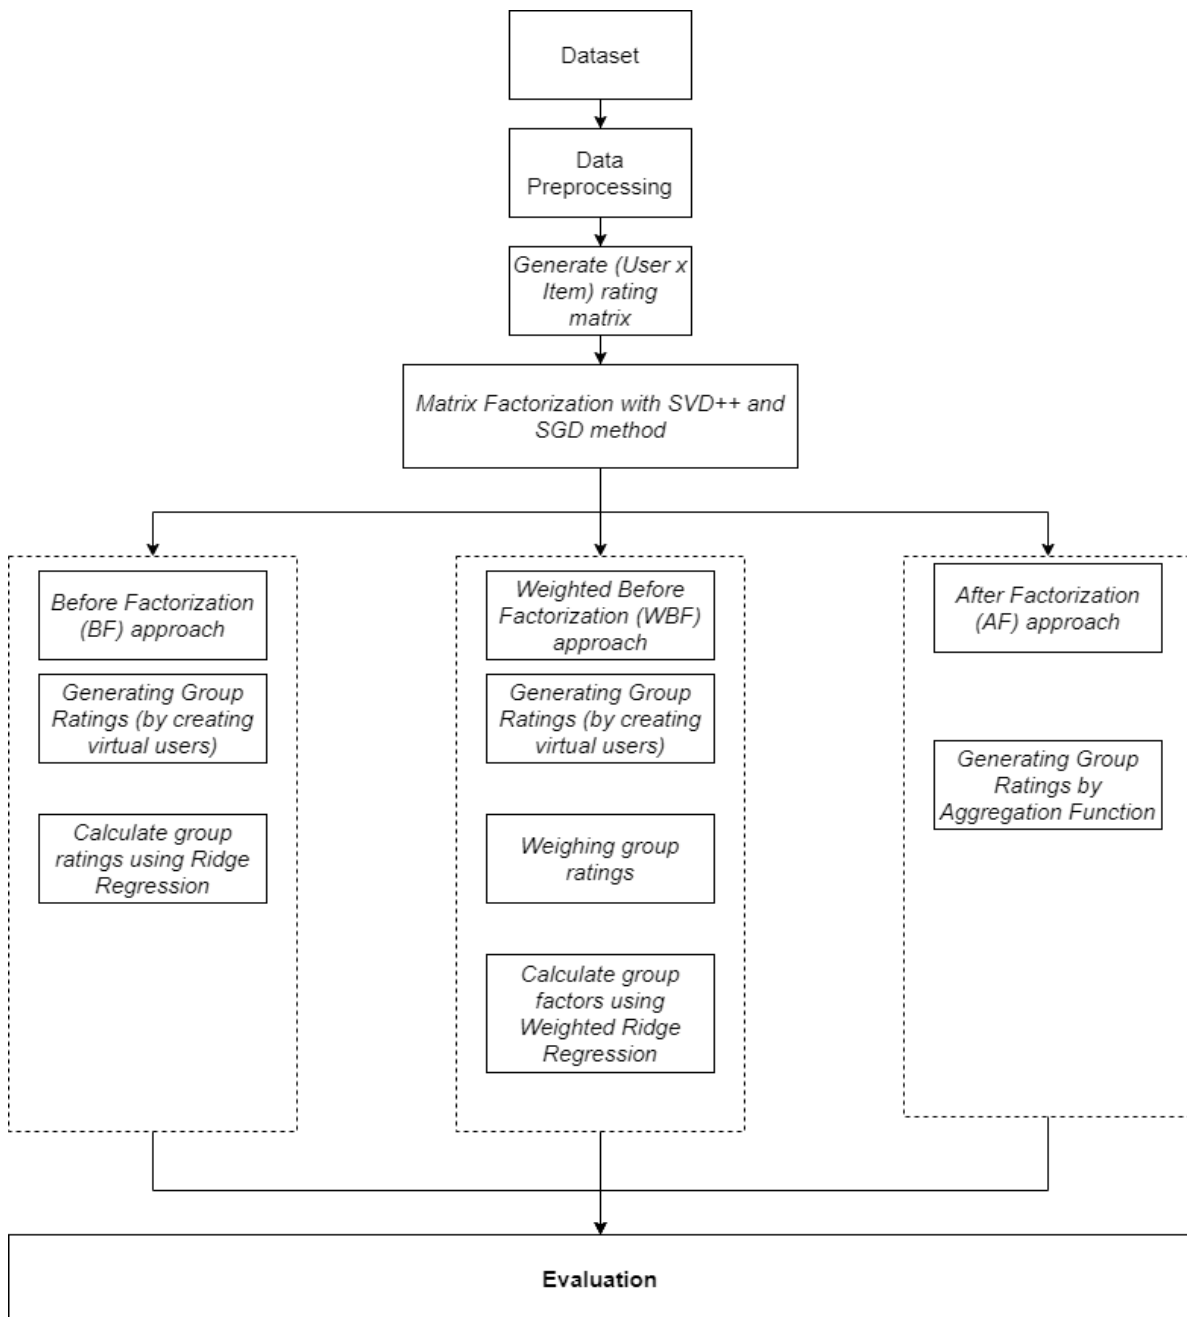 Dataset
Data
Preprocessing
Generate (User x
Item) rating
matrix
Matrix Factorization with SVD++ and
SGD method
Before Factorization
(BF) approach
Generating Group
Ratings (by creating
virtual users)
Calculate group
ratings using Ridge
Regression
Weighted Before
Factorization (WBF)
approach
Generating Group
Ratings (by creating
virtual users)
Weighing group
ratings
Calculate group
factors using
Weighted Ridge
Regression
After Factorization
(AF) approach
Generating Group
Ratings by
Aggregation Function
Evaluation